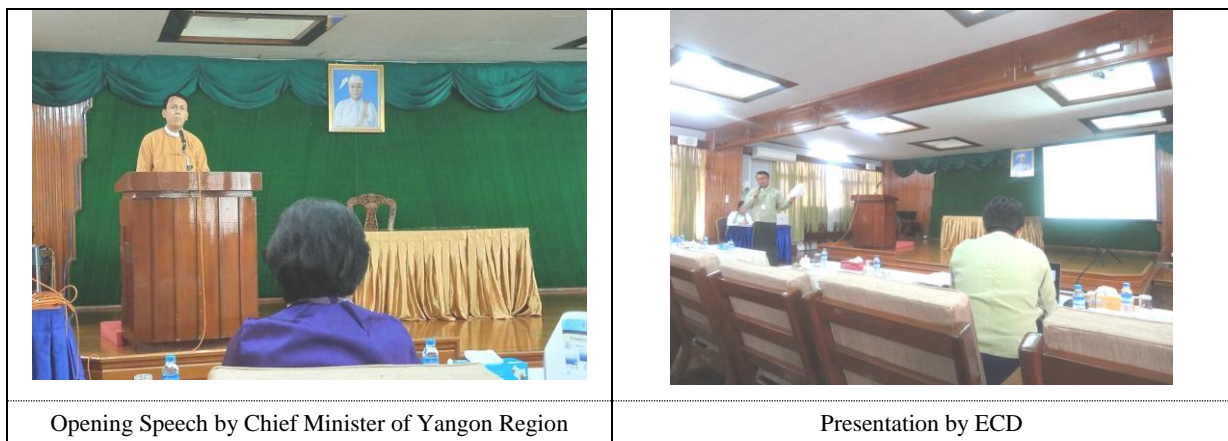 Opening Speech by Chief Minister of Yangon Region
Presentation by ECD